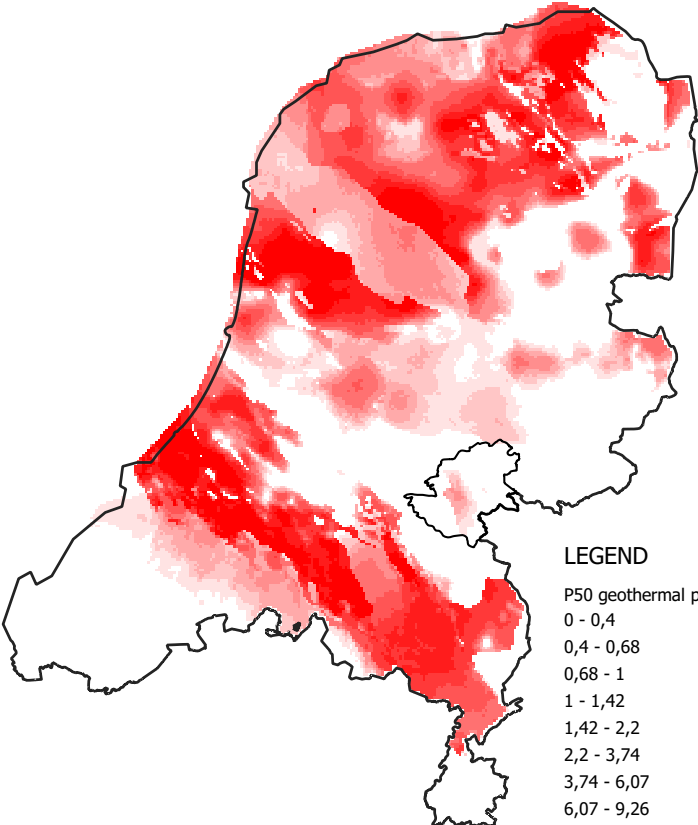 LEGEND
P50 geothermal p
0 - 0,4
0,4 - 0,68
0,68 - 1
1 - 1,42
1,42 - 2,2
2,2 - 3,74
3,74 - 6,07
6,07 - 9,26